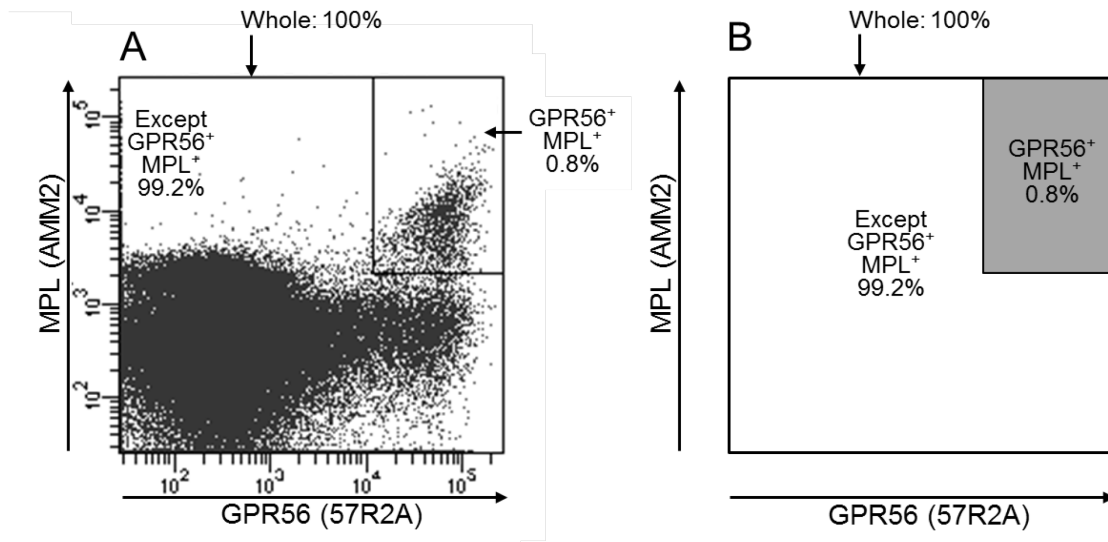 Whole: 100%
A
Except
GPR56+
MPL+
99.2%
GPR56+
MPL+
0.8%
10⁵
10⁴
10³
10²
MPL (AMM2)
10² 10³ 10⁴ 10⁵
GPR56 (57R2A)
Whole: 100%
B
GPR56+
MPL+
0.8%
Except
GPR56+
MPL+
99.2%
MPL (AMM2)
GPR56 (57R2A)